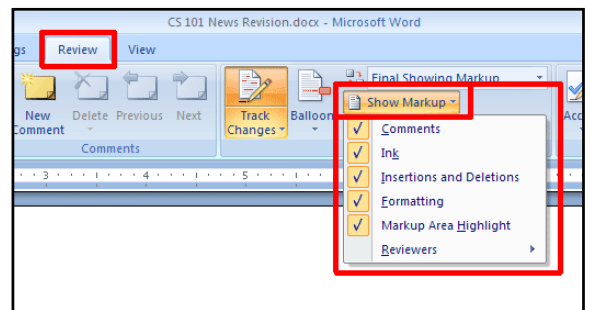 CS 101 News Revision.docx - Microsoft Word
gs Review View
New Comment
Delete
Previous
Next
Comments
Track Changes
Balloon
Final Showing Markup
Show Markup
Comments
Ink
Insertions and Deletions
Formatting
Markup Area Highlight
Reviewers
Acc
3 4 5